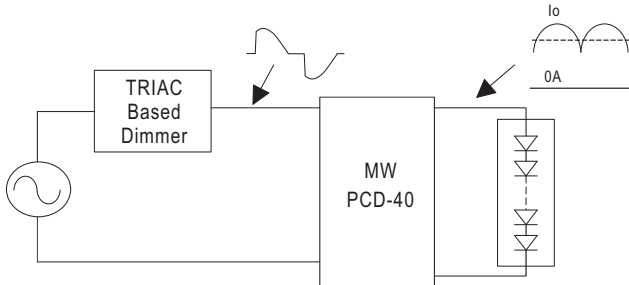 Io
0A
TRIAC
Based
Dimmer
MW
PCD-40